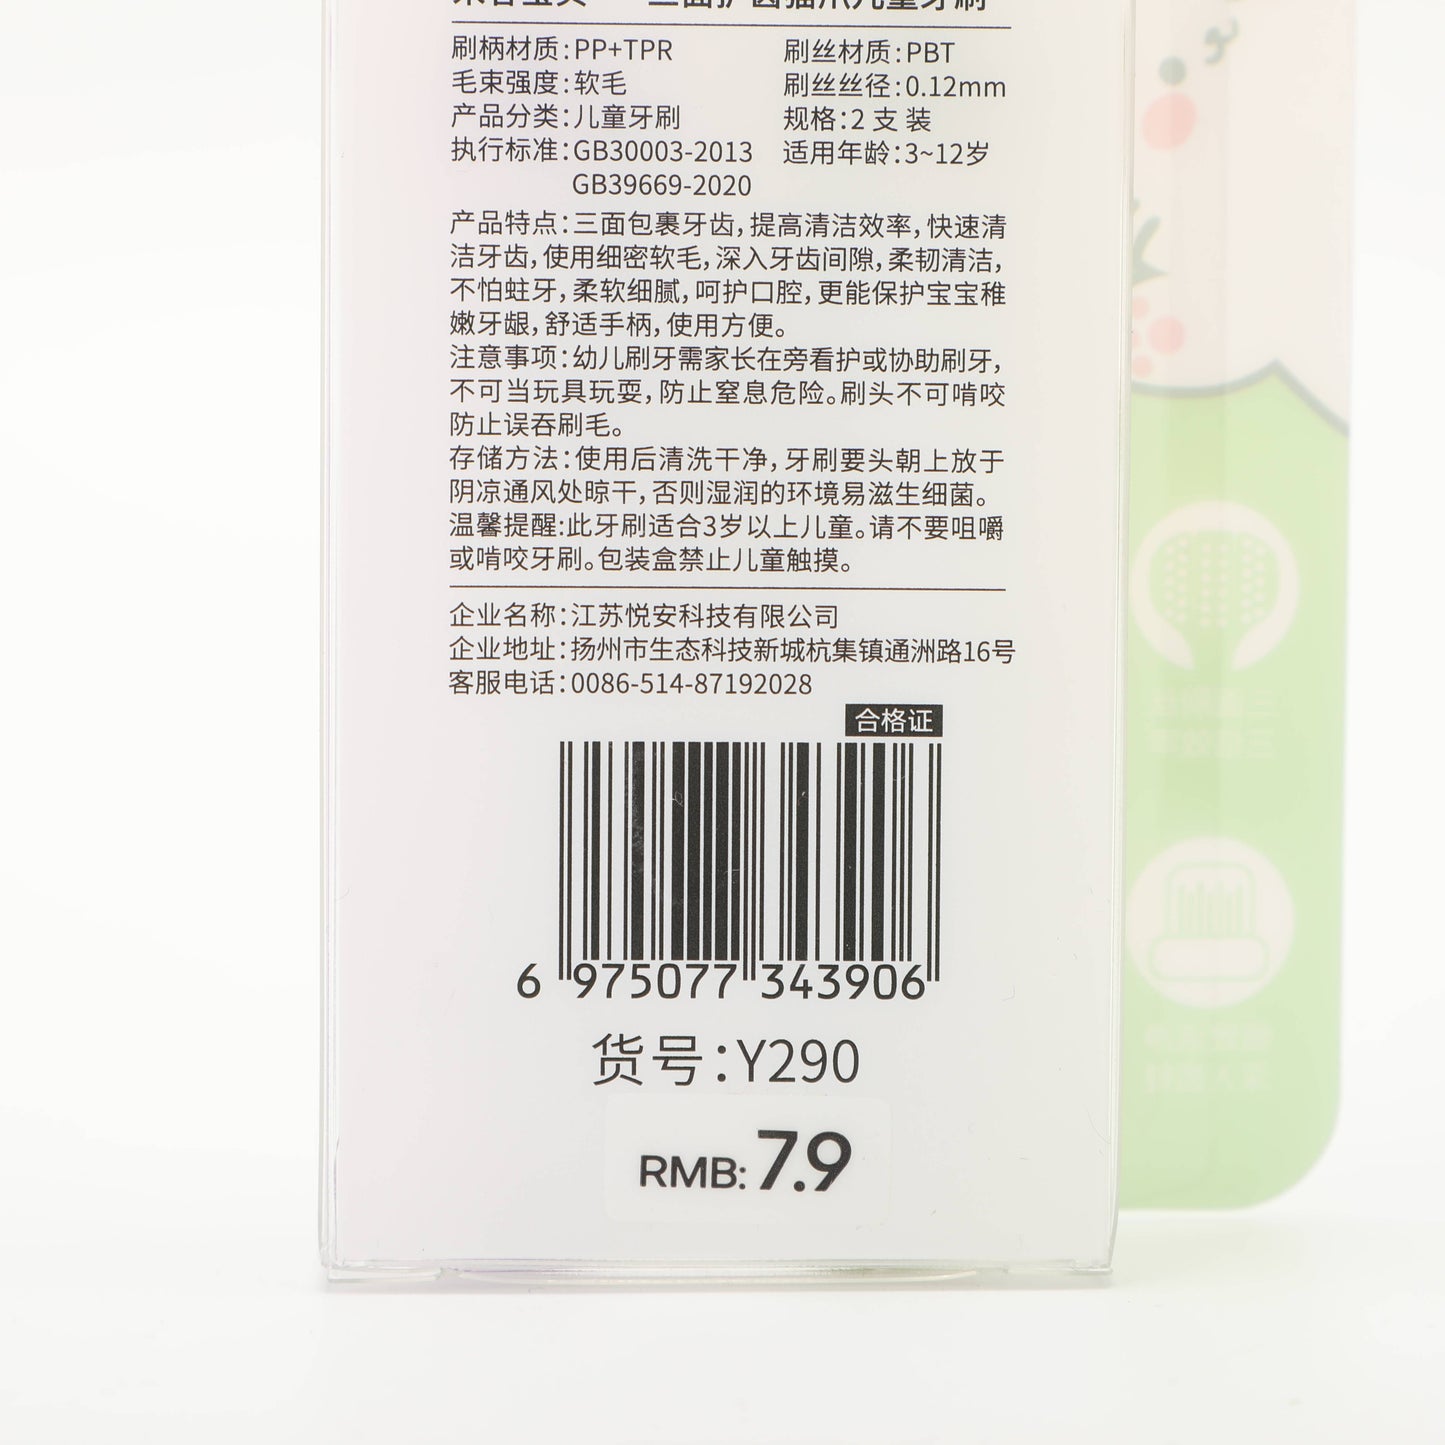 三面护齿猫爪儿童牙刷
刷柄材质:PP+TPR 刷丝材质:PBT
毛束强度:软毛 刷丝丝径:0.12mm
产品分类:儿童牙刷 规格:2 支 装
执行标准:GB30003-2013 适用年龄:3~12岁
GB39669-2020
产品特点:三面包裹牙齿,提高清洁效率,快速清
洁牙齿,使用细密软毛,深入牙齿间隙,柔韧清洁,
不怕蛀牙,柔软细腻,呵护口腔,更能保护宝宝稚
嫩牙龈,舒适手柄,使用方便。
注意事项:幼儿刷牙需家长在旁看护或协助刷牙,
不可当玩具玩耍,防止窒息危险。刷头不可啃咬
防止误吞刷毛。
存储方法:使用后清洗干净,牙刷要头朝上放于
阴凉通风处晾干,否则湿润的环境易滋生细菌。
温馨提醒:此牙刷适合3岁以上儿童。请不要咀嚼
或啃咬牙刷。包装盒禁止儿童触摸。
企业名称:江苏悦安科技有限公司
企业地址:扬州市生态科技新城杭集镇通洲路16号
客服电话:0086-514-87192028
合格证
6 975077 343906
货号:Y290
RMB: 7.9